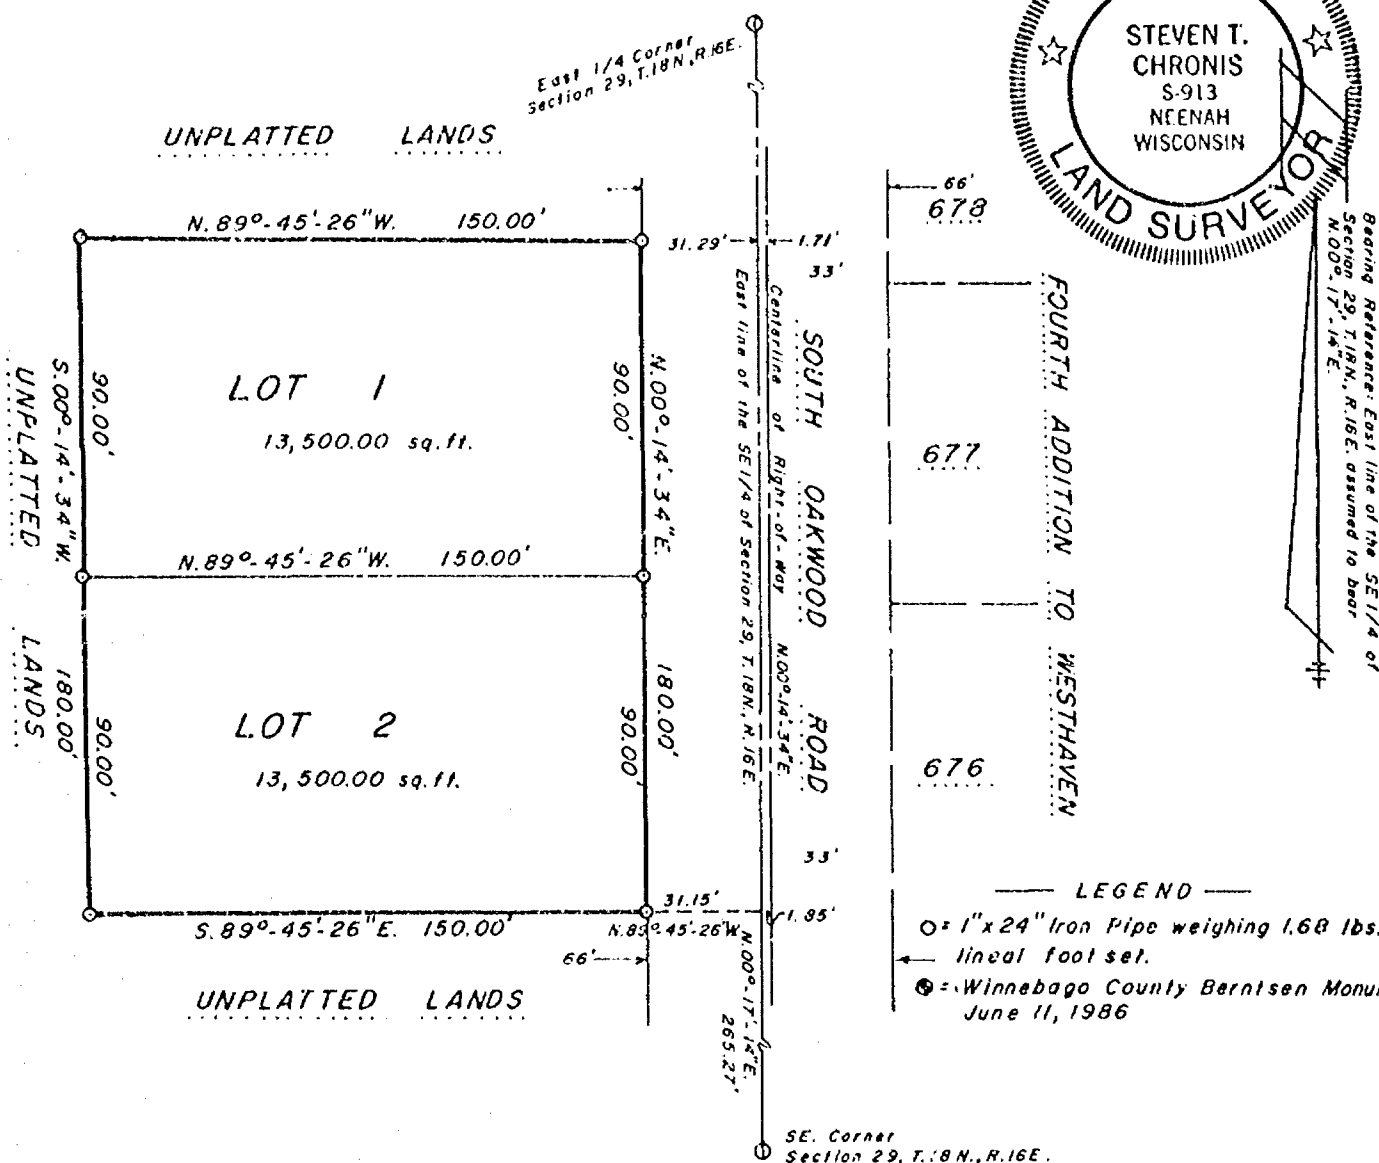 East 1/4 Corner
Section 29, T.18N., R.16E.
STEVEN T.
CHRONIS
S-913
NEENAH
WISCONSIN
LAND SURVEYOR
UNPLATTED LANDS
Bearing Reference: East line of the SE 1/4 of
Section 29, T.18N., R.16E. assumed to bear
N.00°-17'-14"E.
N.89°-45'-26"W. 150.00'
66'
678
31.29'
1.71'
33'
LOT 1
13,500.00 sq.ft.
90.00'
S.00°-14'-34"W.
180.00'
UNPLATTED LANDS
90.00'
N.00°-14'-34"E.
180.00'
East line of the SE 1/4 of Section 29, T.18N., R.16E.
Centerline of Right-of-Way N.00°-14'-34"E.
SOUTH OAKWOOD ROAD
677
FOURTH ADDITION TO WESTHAVEN
N.89°-45'-26"W. 150.00'
LOT 2
13,500.00 sq.ft.
90.00'
90.00'
676
33'
31.15'
1.85'
S.89°-45'-26"E. 150.00'
N.89°-45'-26"W.
66'
N.00°-17'-14"E.
265.27'
UNPLATTED LANDS
LEGEND
O = 1"x24" Iron Pipe weighing 1.68 lbs.
lineal foot set.
= Winnebago County Berntsen
June 11, 1986
SE. Corner
Section 29, T.18N., R.16E.